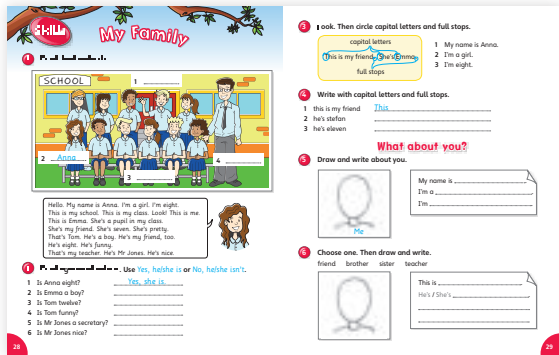 Skills
My Family
1
SCHOOL
1
2 Anna
3
4
Hello. My name is Anna. I'm a girl. I'm eight.
This is my school. This is my class. Look! This is me.
This is Emma. She's a pupil in my class.
She's my friend. She's seven. She's pretty.
That's Tom. He's a boy. He's my friend, too.
He's eight. He's funny.
That's my teacher. He's Mr Jones. He's nice.
. Use Yes, he/she is or No, he/she isn't.
1 Is Anna eight? Yes, she is.
2 Is Emma a boy?
3 Is Tom twelve?
4 Is Tom funny?
5 Is Mr Jones a secretary?
6 Is Mr Jones nice?
28
3 ook. Then circle capital letters and full stops.
capital letters
This is my friend. She's Emma.
full stops
1 My name is Anna.
2 I'm a girl.
3 I'm eight.
4 Write with capital letters and full stops.
1 this is my friend This
2 he's stefan
3 he's eleven
What about you?
5 Draw and write about you.
Me
My name is
I'm a
I'm
6 Choose one. Then draw and write.
friend brother sister teacher
This is
He's / She's
29